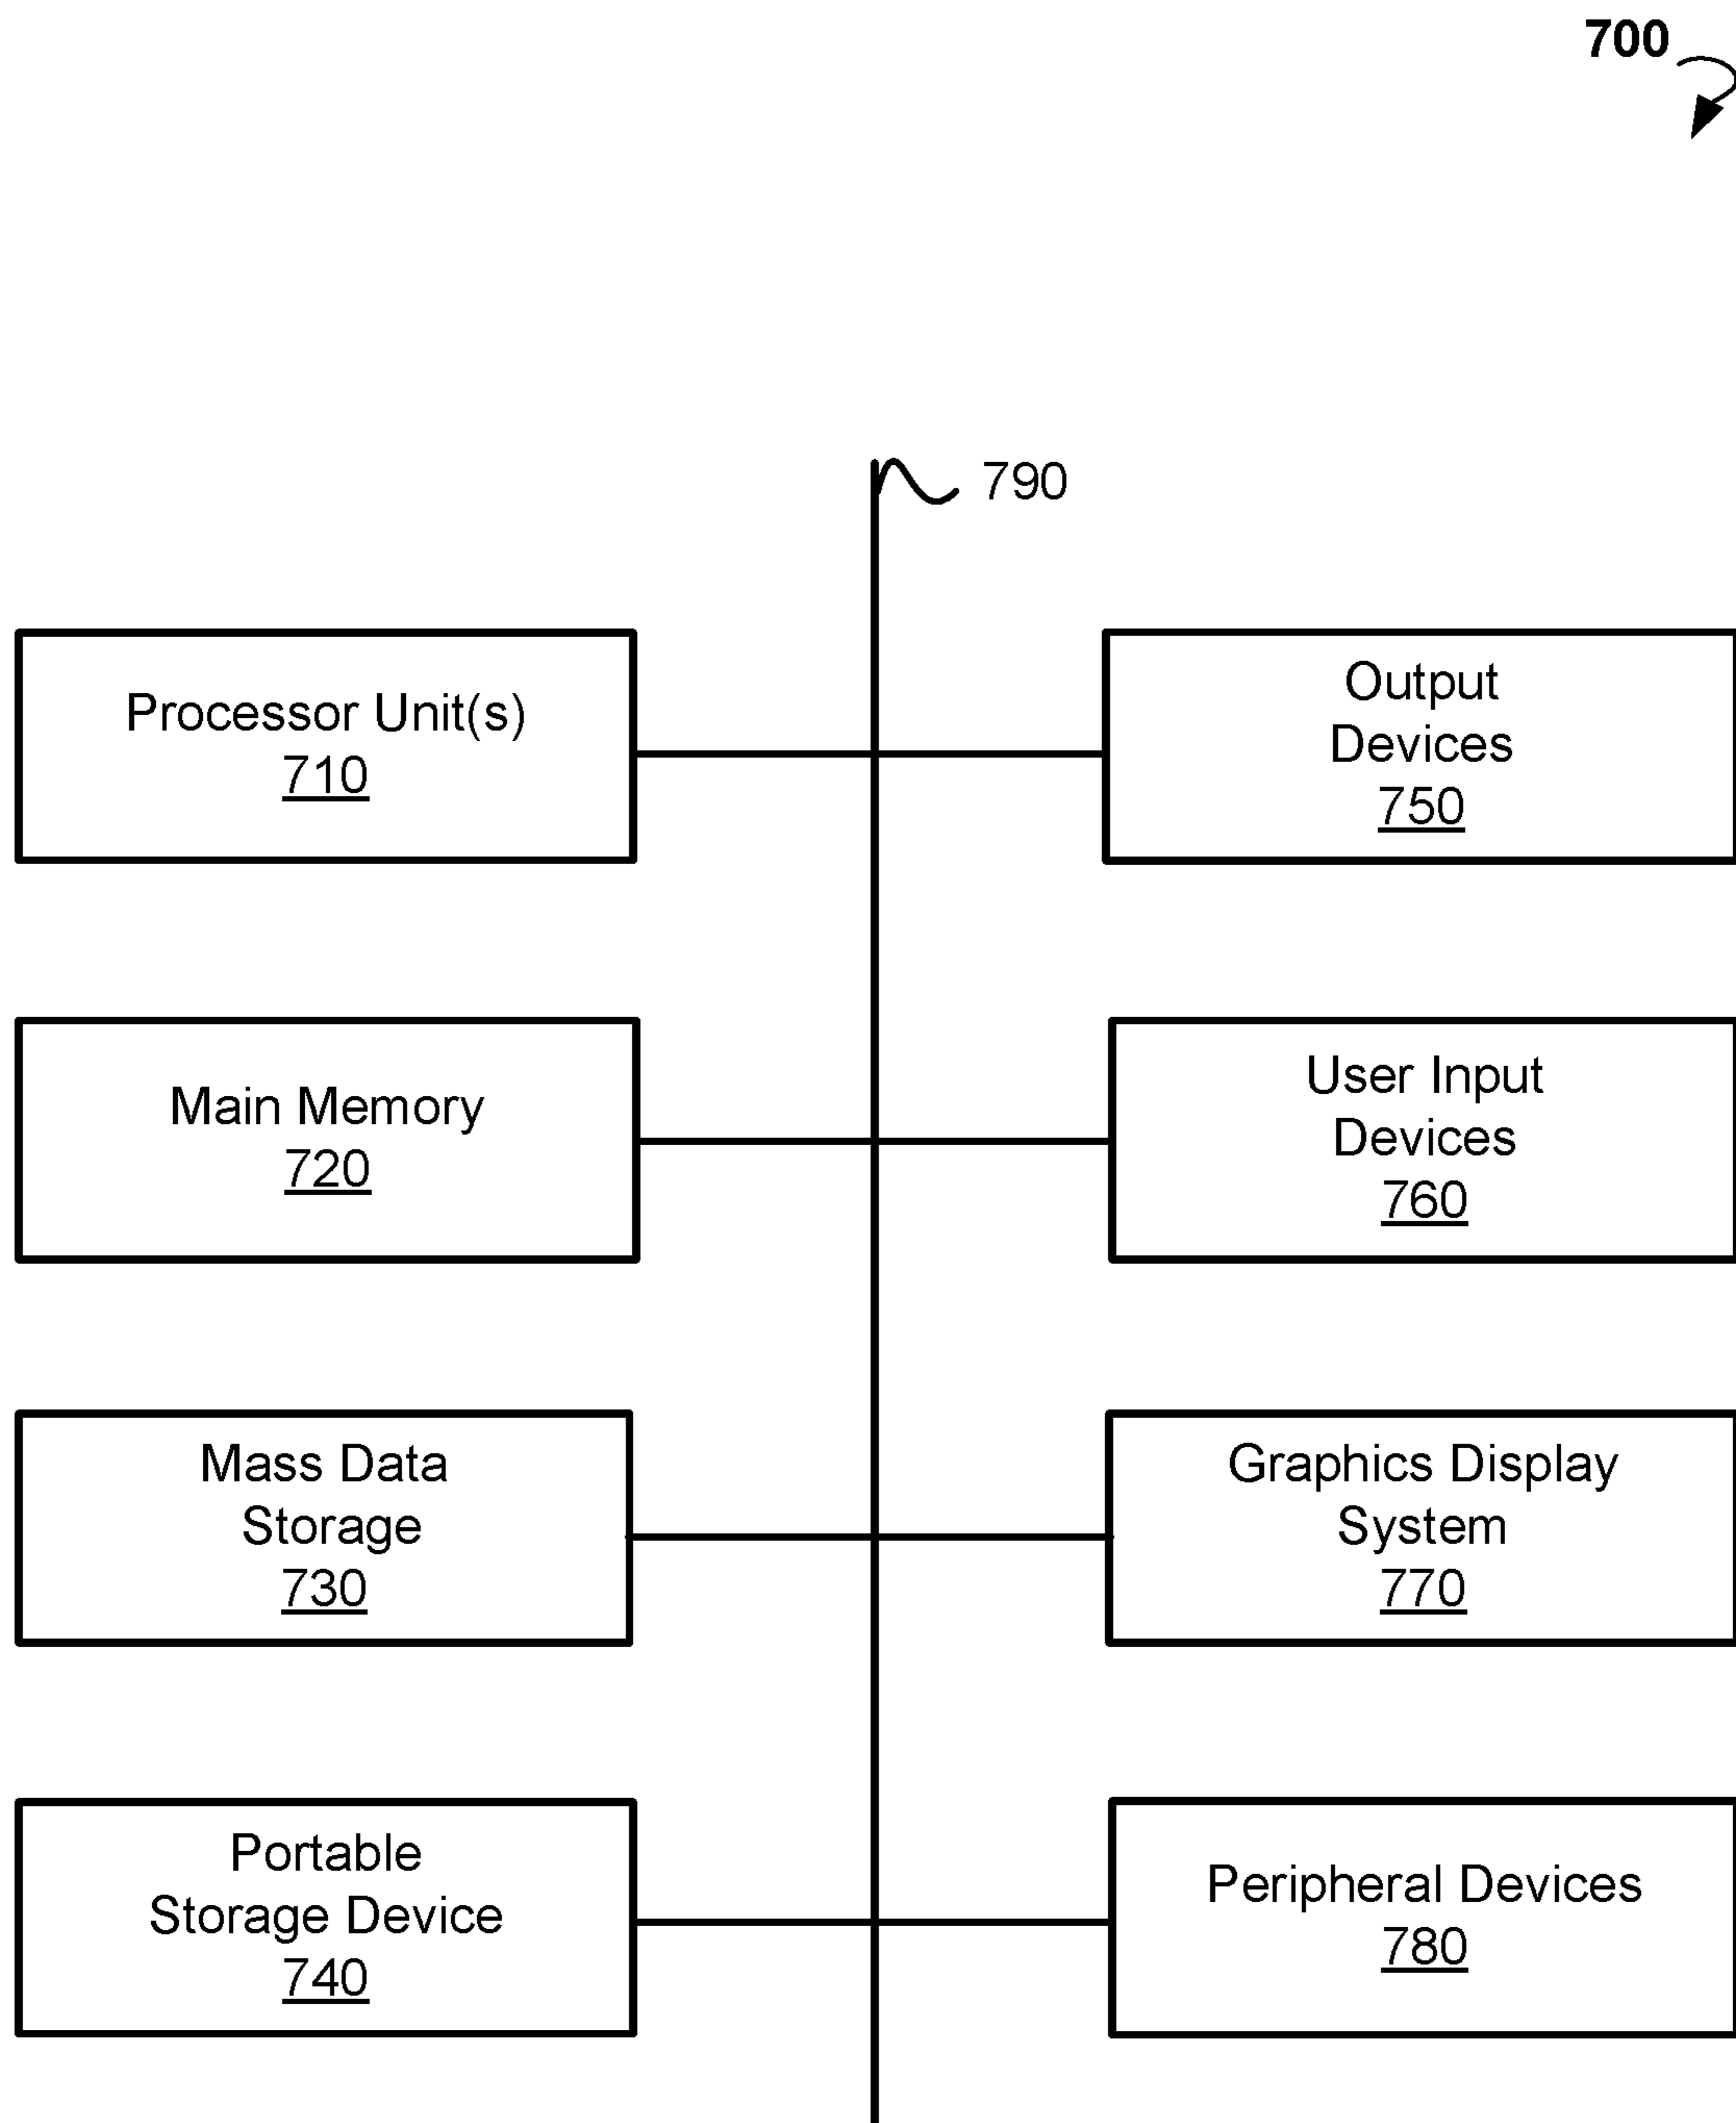 700
790
Processor Unit(s)
710
Output
Devices
750
Main Memory
720
User Input
Devices
760
Mass Data
Storage
730
Graphics Display
System
770
Portable
Storage Device
740
Peripheral Devices
780